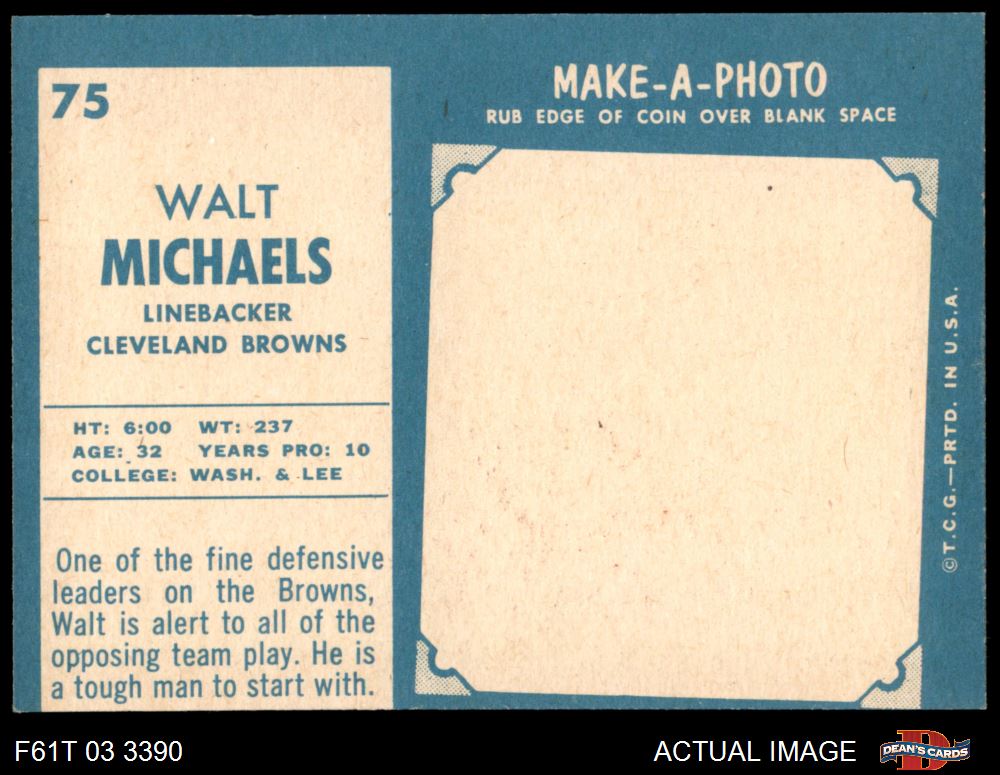 75
WALT
MICHAELS
LINEBACKER
CLEVELAND BROWNS
HT: 6:00 WT: 237
AGE: 32 YEARS PRO: 10
COLLEGE: WASH. & LEE
One of the fine defensive
leaders on the Browns,
Walt is alert to all of the
opposing team play. He is
a tough man to start with.
MAKE-A-PHOTO
RUB EDGE OF COIN OVER BLANK SPACE
©T.C.G.—PRTD. IN U.S.A.
F61T 03 3390
ACTUAL IMAGE
D
DEAN'S CARDS